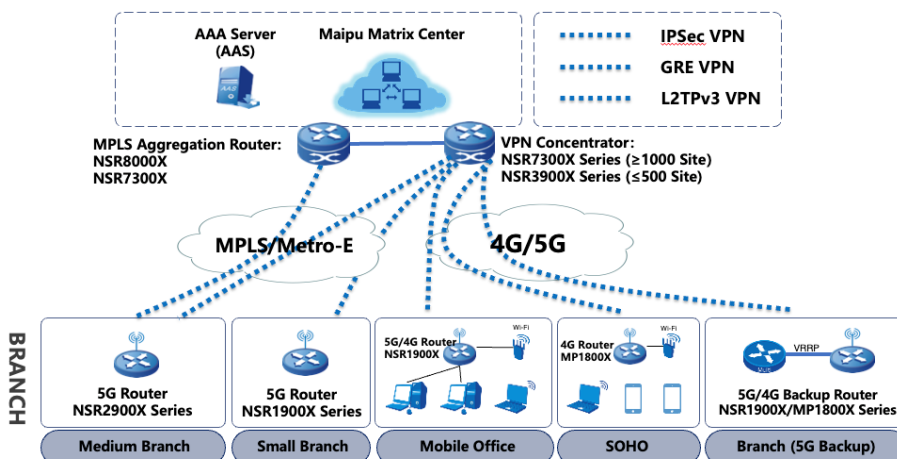 AAA Server
(AAS)
Maipu Matrix Center
IPSec VPN
GRE VPN
L2TPv3 VPN
AAS
MPLS Aggregation Router:
NSR8000X
NSR7300X
VPN Concentrator:
NSR7300X Series (≥1000 Site)
NSR3900X Series (≤500 Site)
MPLS/Metro-E
4G/5G
BRANCH
5G Router
NSR2900X Series
Medium Branch
5G Router
NSR1900X Series
Small Branch
5G/4G Router
NSR1900X
Wi-Fi
Mobile Office
4G Router
MP1800X
Wi-Fi
SOHO
VRRP
5G/4G Backup Router
NSR1900X/MP1800X Series
Branch (5G Backup)